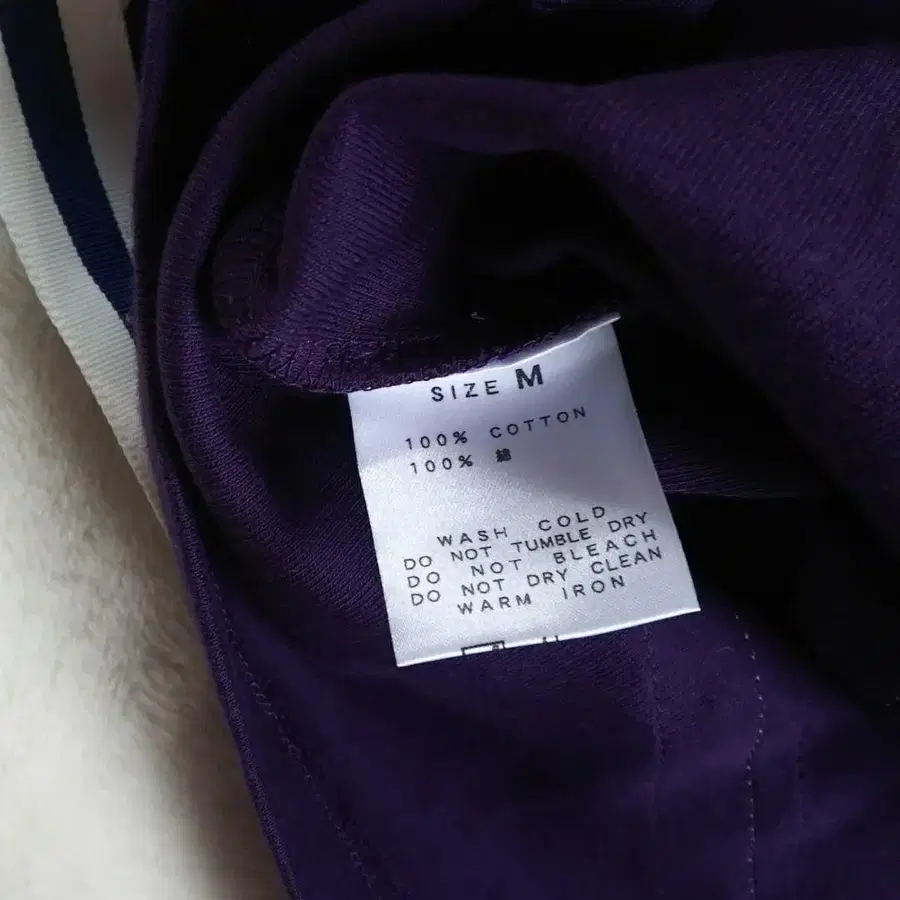 SIZE M
100% COTTON
100% 綿
WASH COLD
DO NOT TUMBLE DRY
DO NOT BLEACH
DO NOT DRY CLEAN
WARM IRON